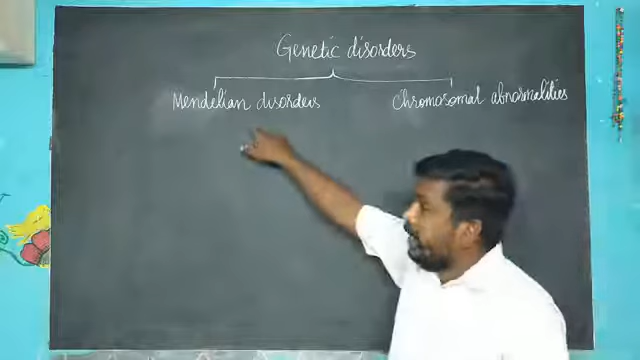 Genetic disorders
Mendelian disorders
Chromosomal abnormalities